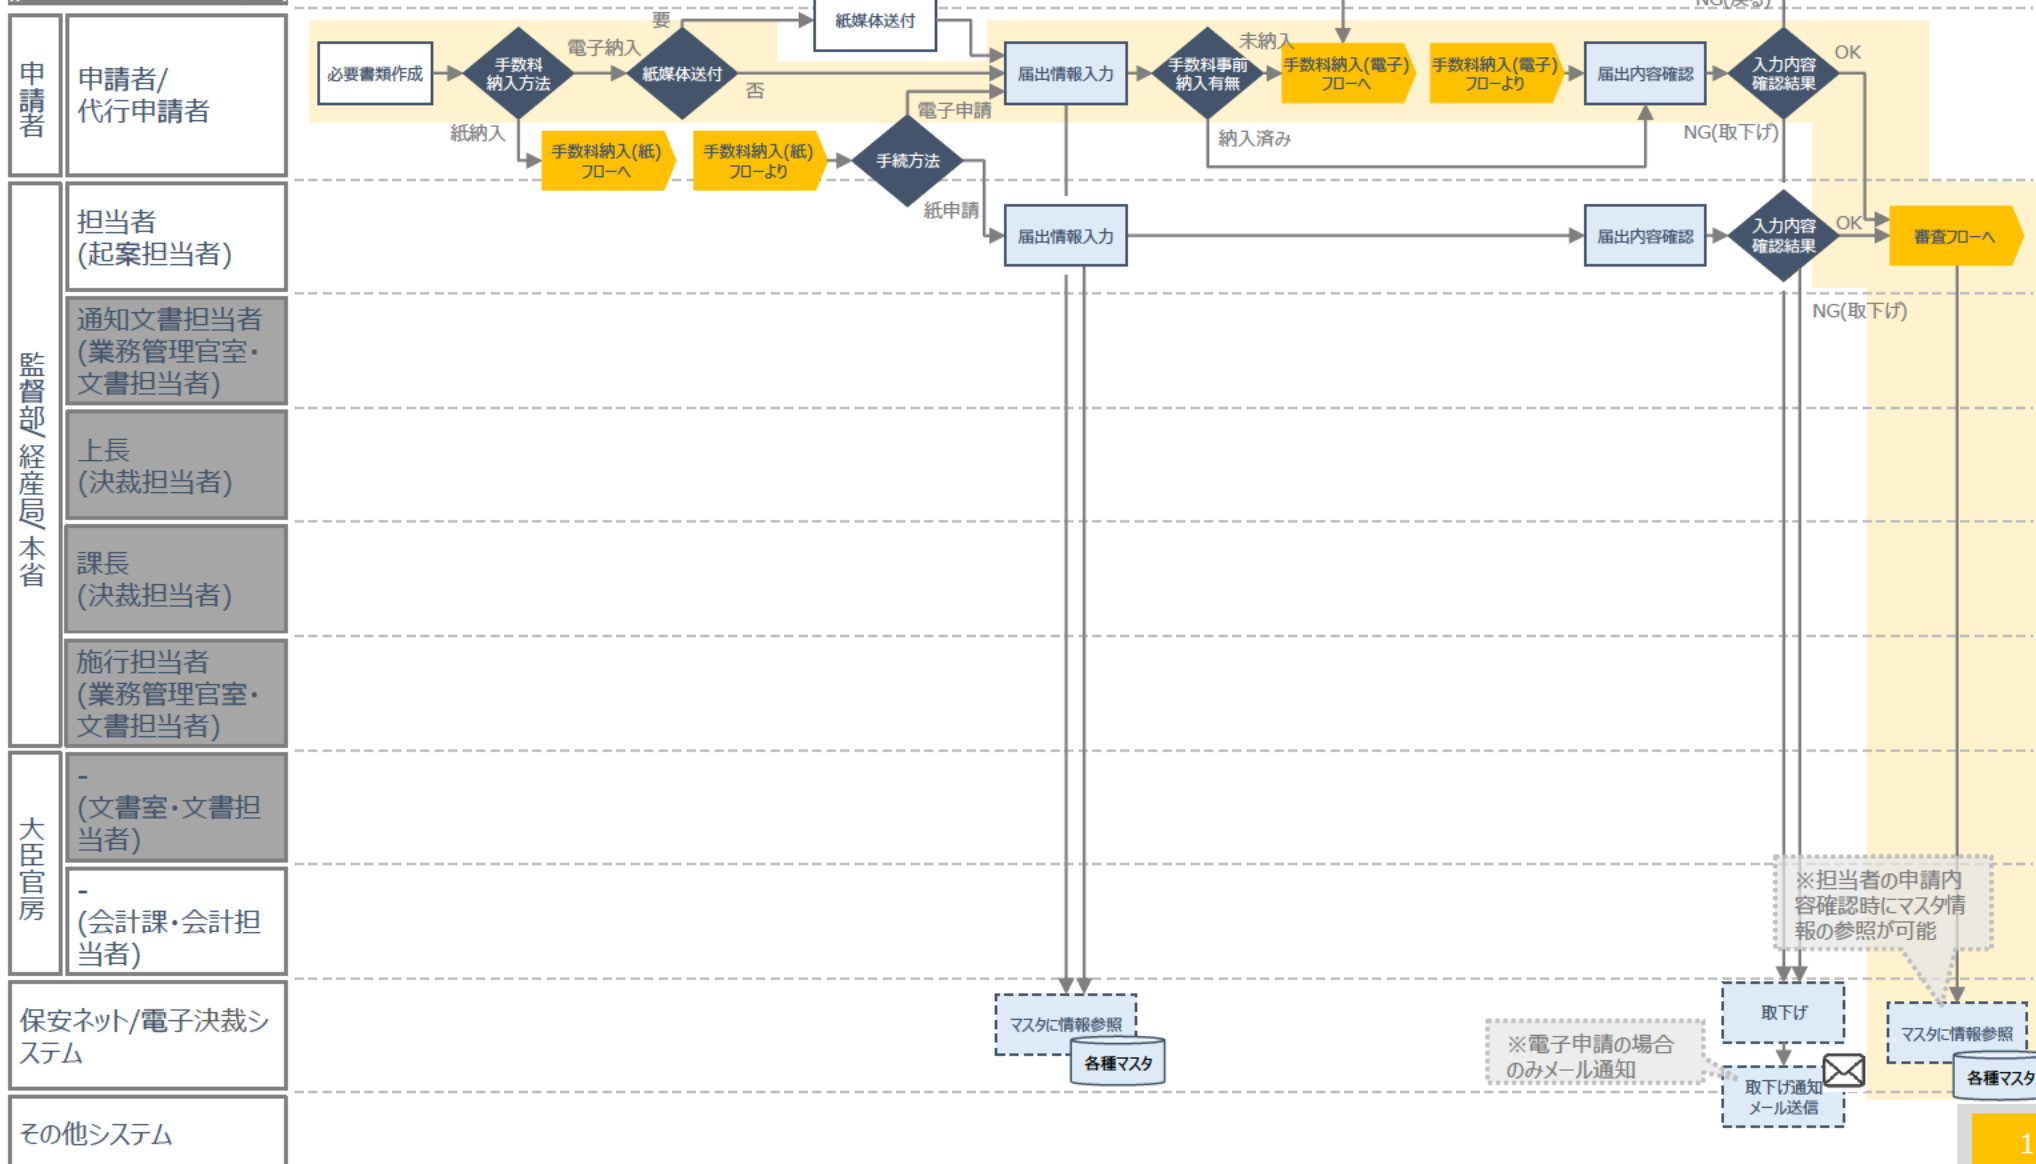 NG(戻る)
要
紙媒体送付
申請者
申請者/
代行申請者
必要書類作成
手数料
納入方法
電子納入
紙媒体送付
否
届出情報入力
手数料事前
納入有無
未納入
手数料納入(電子)
フローへ
手数料納入(電子)
フローより
届出内容確認
入力内容
確認結果
OK
電子申請
紙納入
手数料納入(紙)
フローへ
手数料納入(紙)
フローより
手続方法
納入済み
NG(取下げ)
紙申請
監督部/経産局/本省
担当者
(起案担当者)
届出情報入力
届出内容確認
入力内容
確認結果
OK
審査フローへ
NG(取下げ)
通知文書担当者
(業務管理官室・
文書担当者)
上長
(決裁担当者)
課長
(決裁担当者)
施行担当者
(業務管理官室・
文書担当者)
大臣官房
-
(文書室・文書担
当者)
-
(会計課・会計担
当者)
※担当者の申請内
容確認時にマスタ情
報の参照が可能
保安ネット/電子決裁シ
ステム
マスタに情報参照
各種マスタ
※電子申請の場合
のみメール通知
取下げ
取下げ通知
メール送信
マスタに情報参照
各種マスタ
その他システム
1